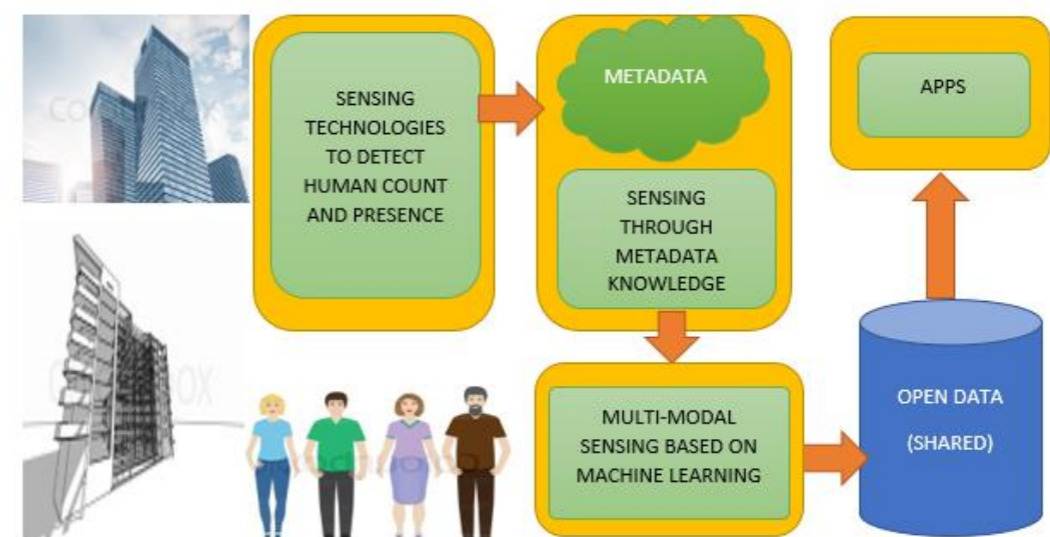 SENSING
TECHNOLOGIES
TO DETECT
HUMAN COUNT
AND PRESENCE
METADATA
SENSING
THROUGH
METADATA
KNOWLEDGE
MULTI-MODAL
SENSING BASED ON
MACHINE LEARNING
OPEN DATA
(SHARED)
APPS